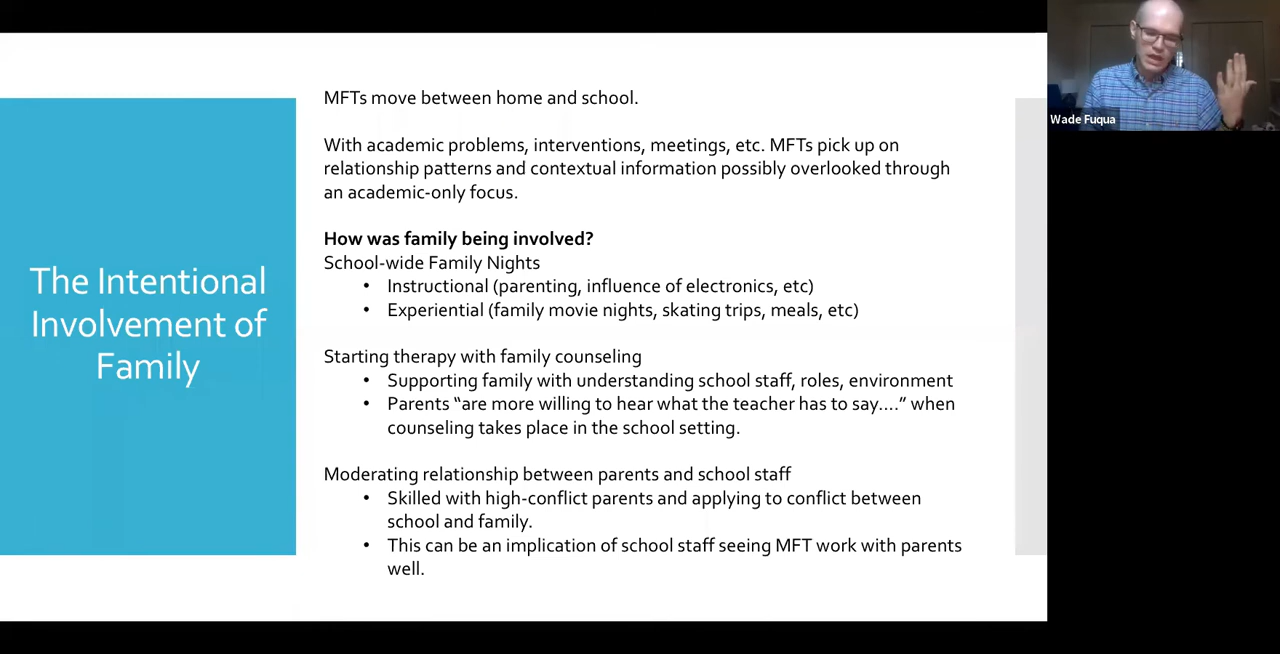 The Intentional
Involvement of
Family
MFTs move between home and school.
With academic problems, interventions, meetings, etc. MFTs pick up on
relationship patterns and contextual information possibly overlooked through
an academic-only focus.
How was family being involved?
School-wide Family Nights
• Instructional (parenting, influence of electronics, etc)
• Experiential (family movie nights, skating trips, meals, etc)
Starting therapy with family counseling
• Supporting family with understanding school staff, roles, environment
• Parents “are more willing to hear what the teacher has to say....” when
counseling takes place in the school setting.
Moderating relationship between parents and school staff
• Skilled with high-conflict parents and applying to conflict between
school and family.
• This can be an implication of school staff seeing MFT work with parents
well.
Wade Fuqua